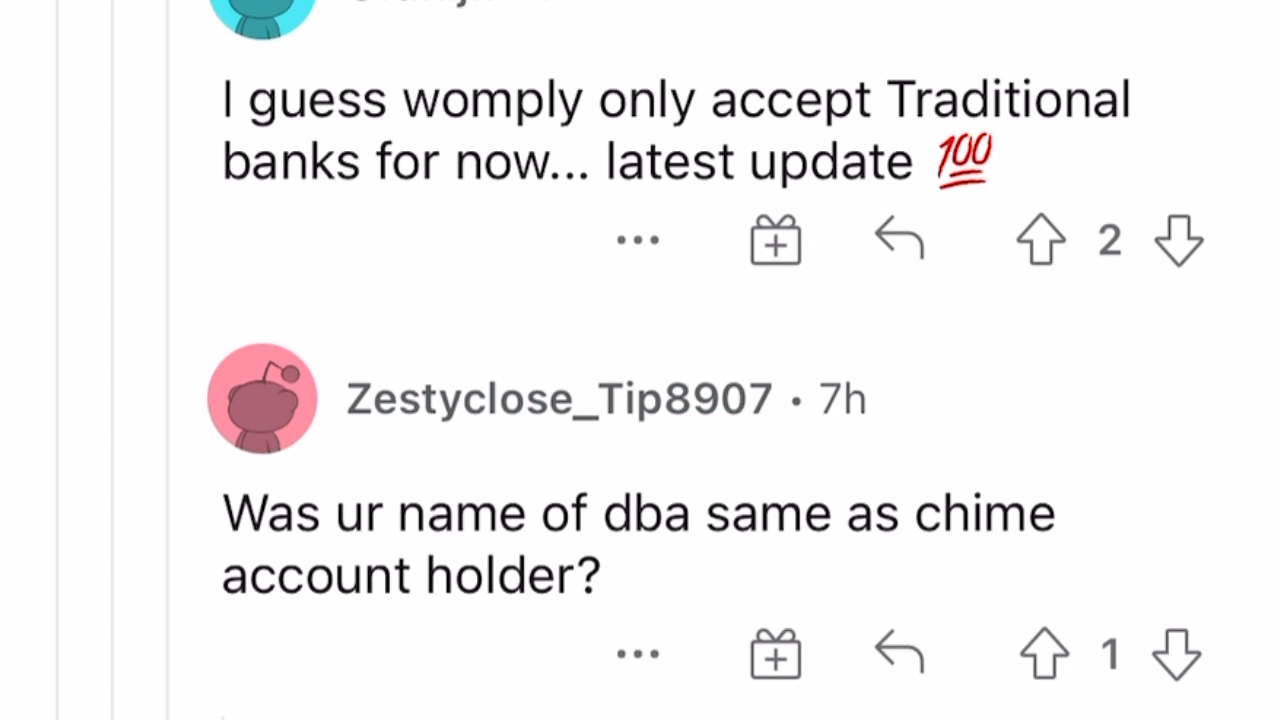 I guess womply only accept Traditional
banks for now... latest update 💯
2
Zestyclose_Tip8907 • 7h
Was ur name of dba same as chime
account holder?
1